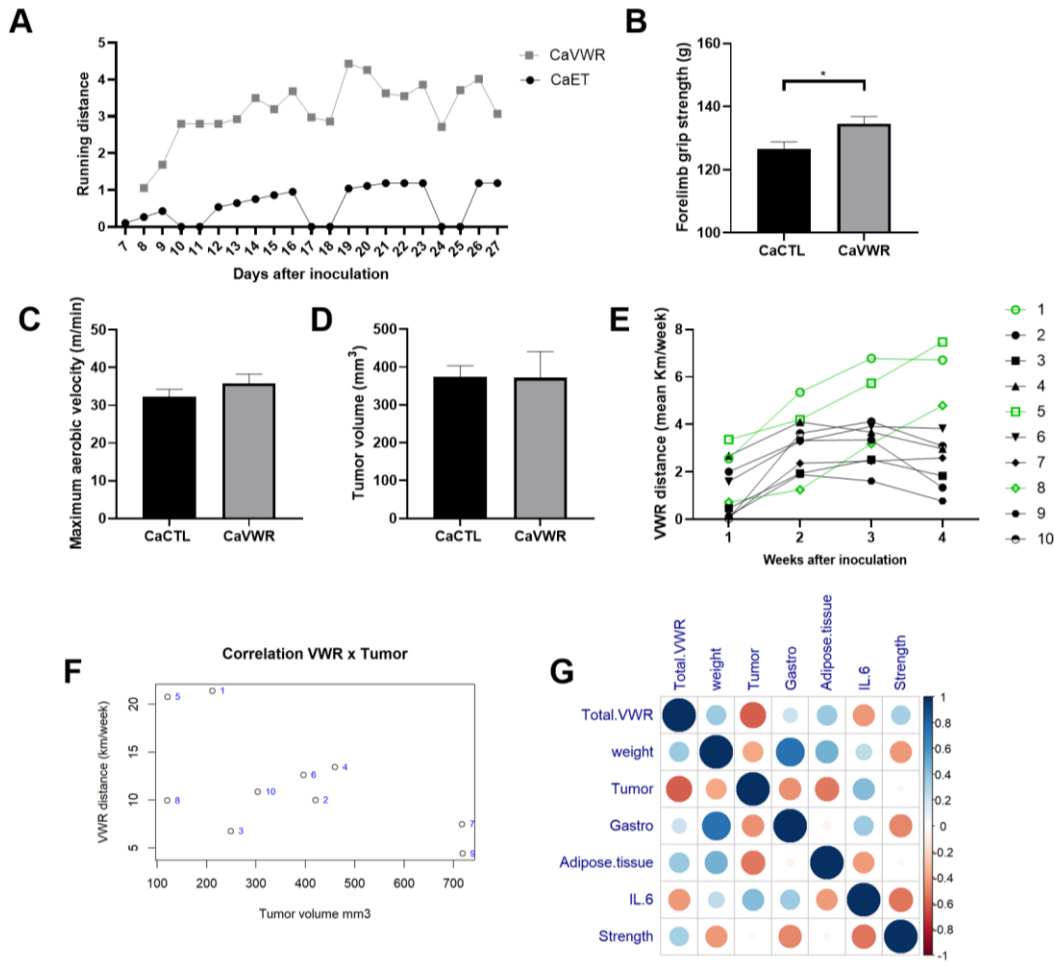 A
Running distance
5
4
3
2
1
0
7 8 9 10 11 12 13 14 15 16 17 18 19 20 21 22 23 24 25 26 27
Days after inoculation
CaVWR
CaET
B
Forelimb grip strength (g)
160
140
120
100
*
CaCTL CaVWR
C
Maximum aerobic velocity (m/min)
50
40
30
20
10
0
CaCTL CaVWR
D
Tumor volume (mm³)
500
400
300
200
100
0
CaCTL CaVWR
E
VWR distance (mean Km/week)
8
6
4
2
0
1 2 3 4
Weeks after inoculation
1
2
3
4
5
6
7
8
9
10
F
Correlation VWR x Tumor
VWR distance (km/week)
20
15
10
5
5 1
4
6
10
2
8
3
7
9
100 200 300 400 500 600 700
Tumor volume mm3
G
Total.VWR weight Tumor Gastro Adipose.tissue IL.6 Strength
Total.VWR
weight
Tumor
Gastro
Adipose.tissue
IL.6
Strength
1
0.8
0.6
0.4
0.2
0
-0.2
-0.4
-0.6
-0.8
-1